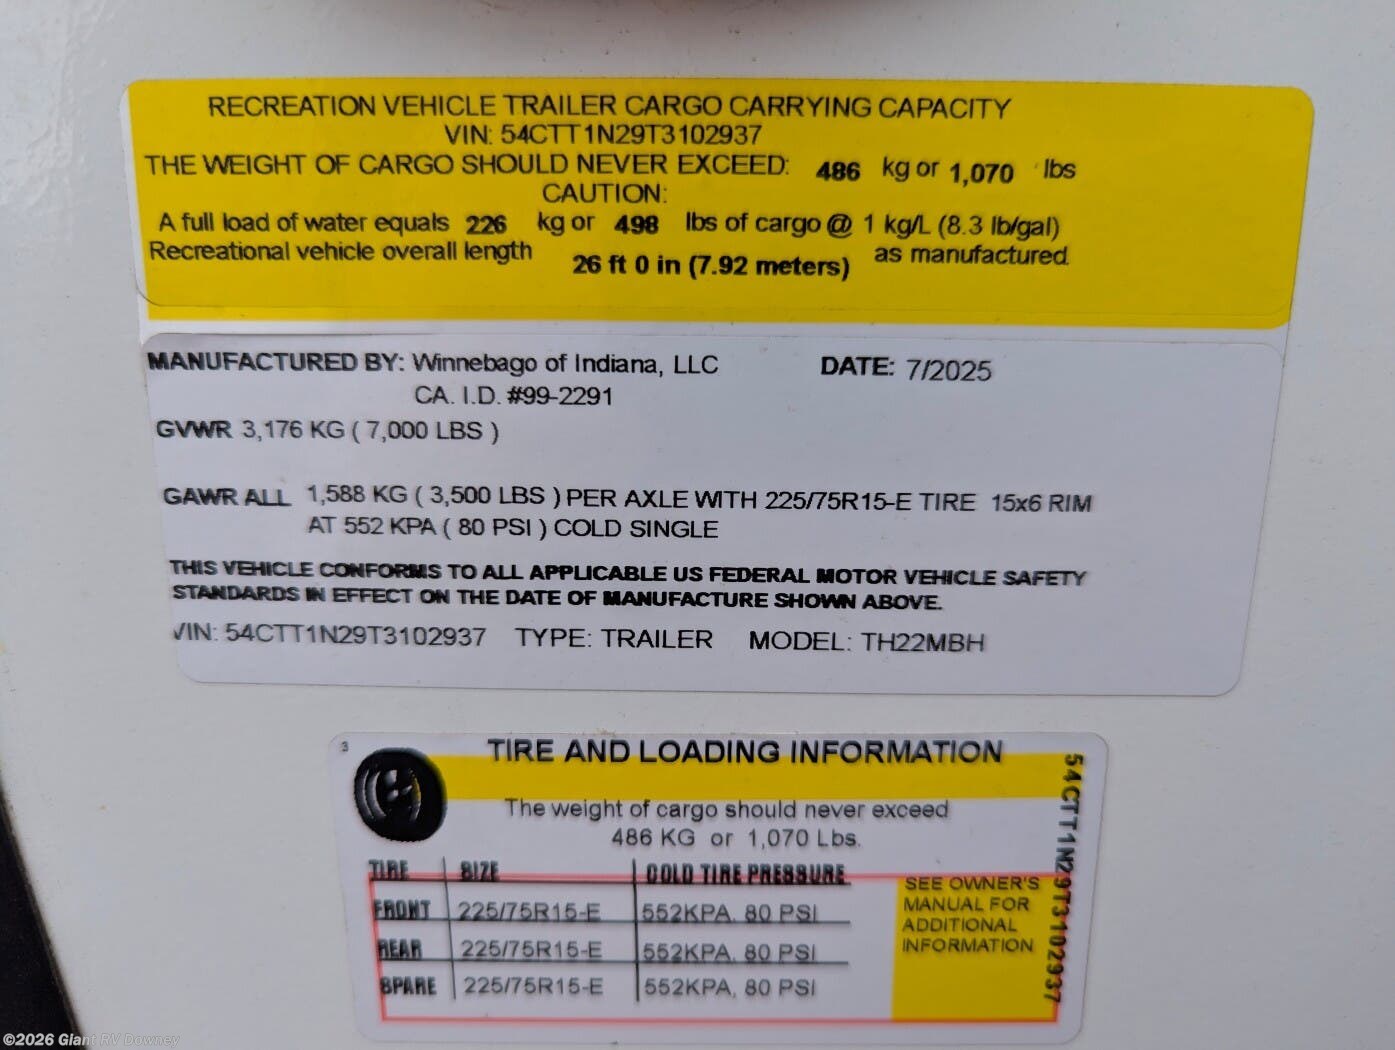 RECREATION VEHICLE TRAILER CARGO CARRYING CAPACITY
VIN: 54CTT1N29T3102937
THE WEIGHT OF CARGO SHOULD NEVER EXCEED: 486 kg or 1,070 lbs
CAUTION:
A full load of water equals 226 kg or 498 lbs of cargo @ 1 kg/L (8.3 lb/gal)
Recreational vehicle overall length 26 ft 0 in (7.92 meters) as manufactured.
MANUFACTURED BY: Winnebago of Indiana, LLC DATE: 7/2025
CA. I.D. #99-2291
GVWR 3,176 KG ( 7,000 LBS )
GAWR ALL 1,588 KG ( 3,500 LBS ) PER AXLE WITH 225/75R15-E TIRE 15x6 RIM
AT 552 KPA ( 80 PSI ) COLD SINGLE
THIS VEHICLE CONFORMS TO ALL APPLICABLE US FEDERAL MOTOR VEHICLE SAFETY
STANDARDS IN EFFECT ON THE DATE OF MANUFACTURE SHOWN ABOVE.
VIN: 54CTT1N29T3102937 TYPE: TRAILER MODEL: TH22MBH
3
TIRE AND LOADING INFORMATION
The weight of cargo should never exceed
486 KG or 1,070 Lbs.
TIRE SIZE COLD TIRE PRESSURE
FRONT 225/75R15-E 552KPA, 80 PSI
REAR 225/75R15-E 552KPA, 80 PSI
SPARE 225/75R15-E 552KPA, 80 PSI
SEE OWNER'S
MANUAL FOR
ADDITIONAL
INFORMATION
54CTT1N29T3102937
©2026 Giant RV Downey